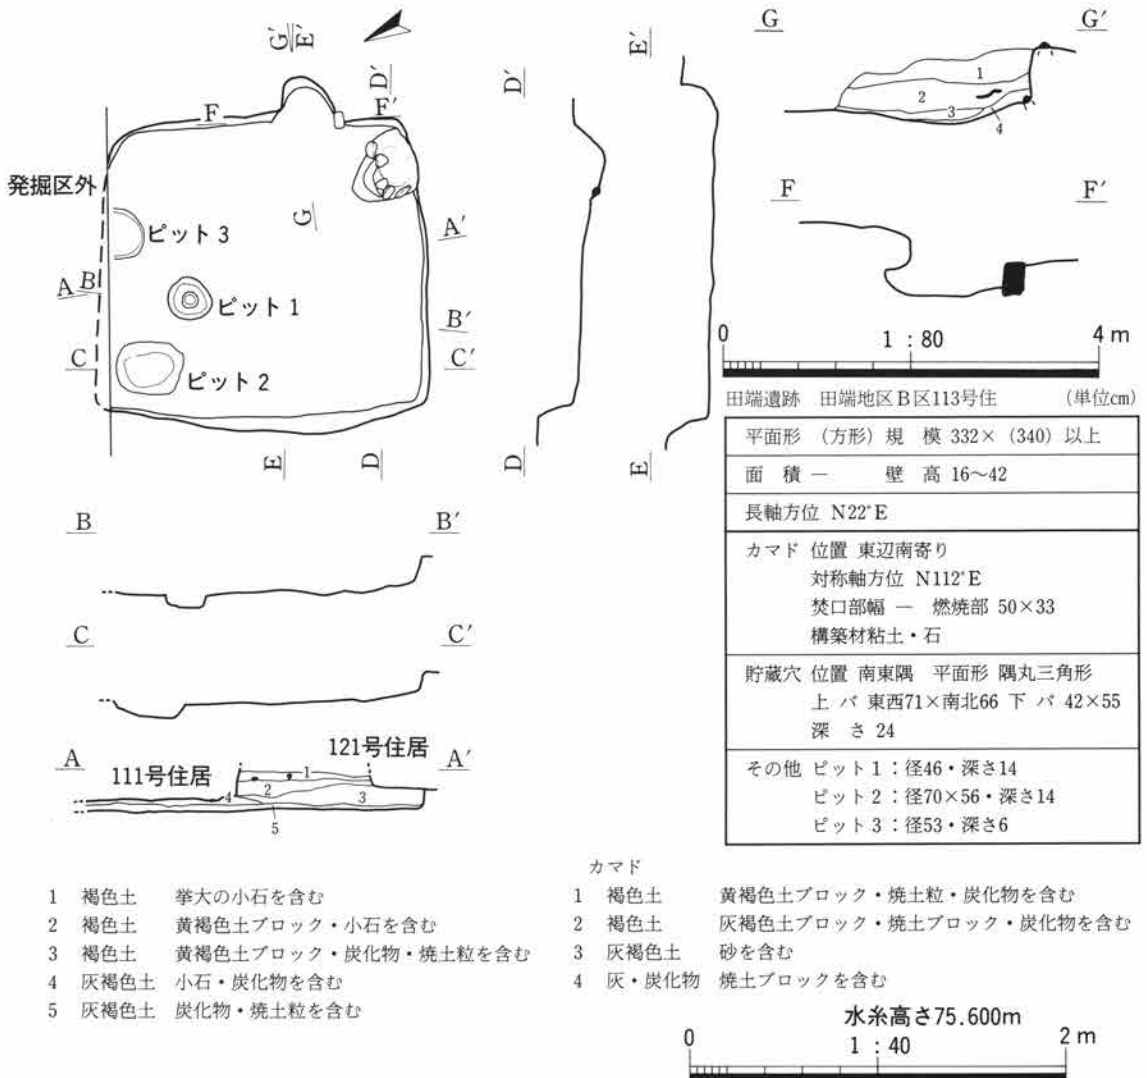 G′ E′
D′
F F′
発掘区外
G
A′
ピット 3
A B
ピット 1
B′
C C′
ピット 2
E D
D′
D
E′
E
G G′
1
2
3
4
F F′
0 1 : 80 4 m
田端遺跡 田端地区B区113号住 (単位cm)
平面形 (方形) 規 模 332×(340)以上
面 積 ― 壁 高 16〜42
長軸方位 N22°E
カマド 位置 東辺南寄り
対称軸方位 N112°E
焚口部幅 ― 燃焼部 50×33
構築材粘土・石
貯蔵穴 位置 南東隅 平面形 隅丸三角形
上 バ 東西71×南北66 下 バ 42×55
深 さ 24
その他 ピット1:径46・深さ14
ピット2:径70×56・深さ14
ピット3:径53・深さ6
B B′
C C′
121号住居
A A′
111号住居
1
2
4 3
5
1 褐色土 挙大の小石を含む
2 褐色土 黄褐色土ブロック・小石を含む
3 褐色土 黄褐色土ブロック・炭化物・焼土粒を含む
4 灰褐色土 小石・炭化物を含む
5 灰褐色土 炭化物・焼土粒を含む
カマド
1 褐色土 黄褐色土ブロック・焼土粒・炭化物を含む
2 褐色土 灰褐色土ブロック・焼土ブロック・炭化物を含む
3 灰褐色土 砂を含む
4 灰・炭化物 焼土ブロックを含む
水糸高さ75.600m
0 1 : 40 2 m